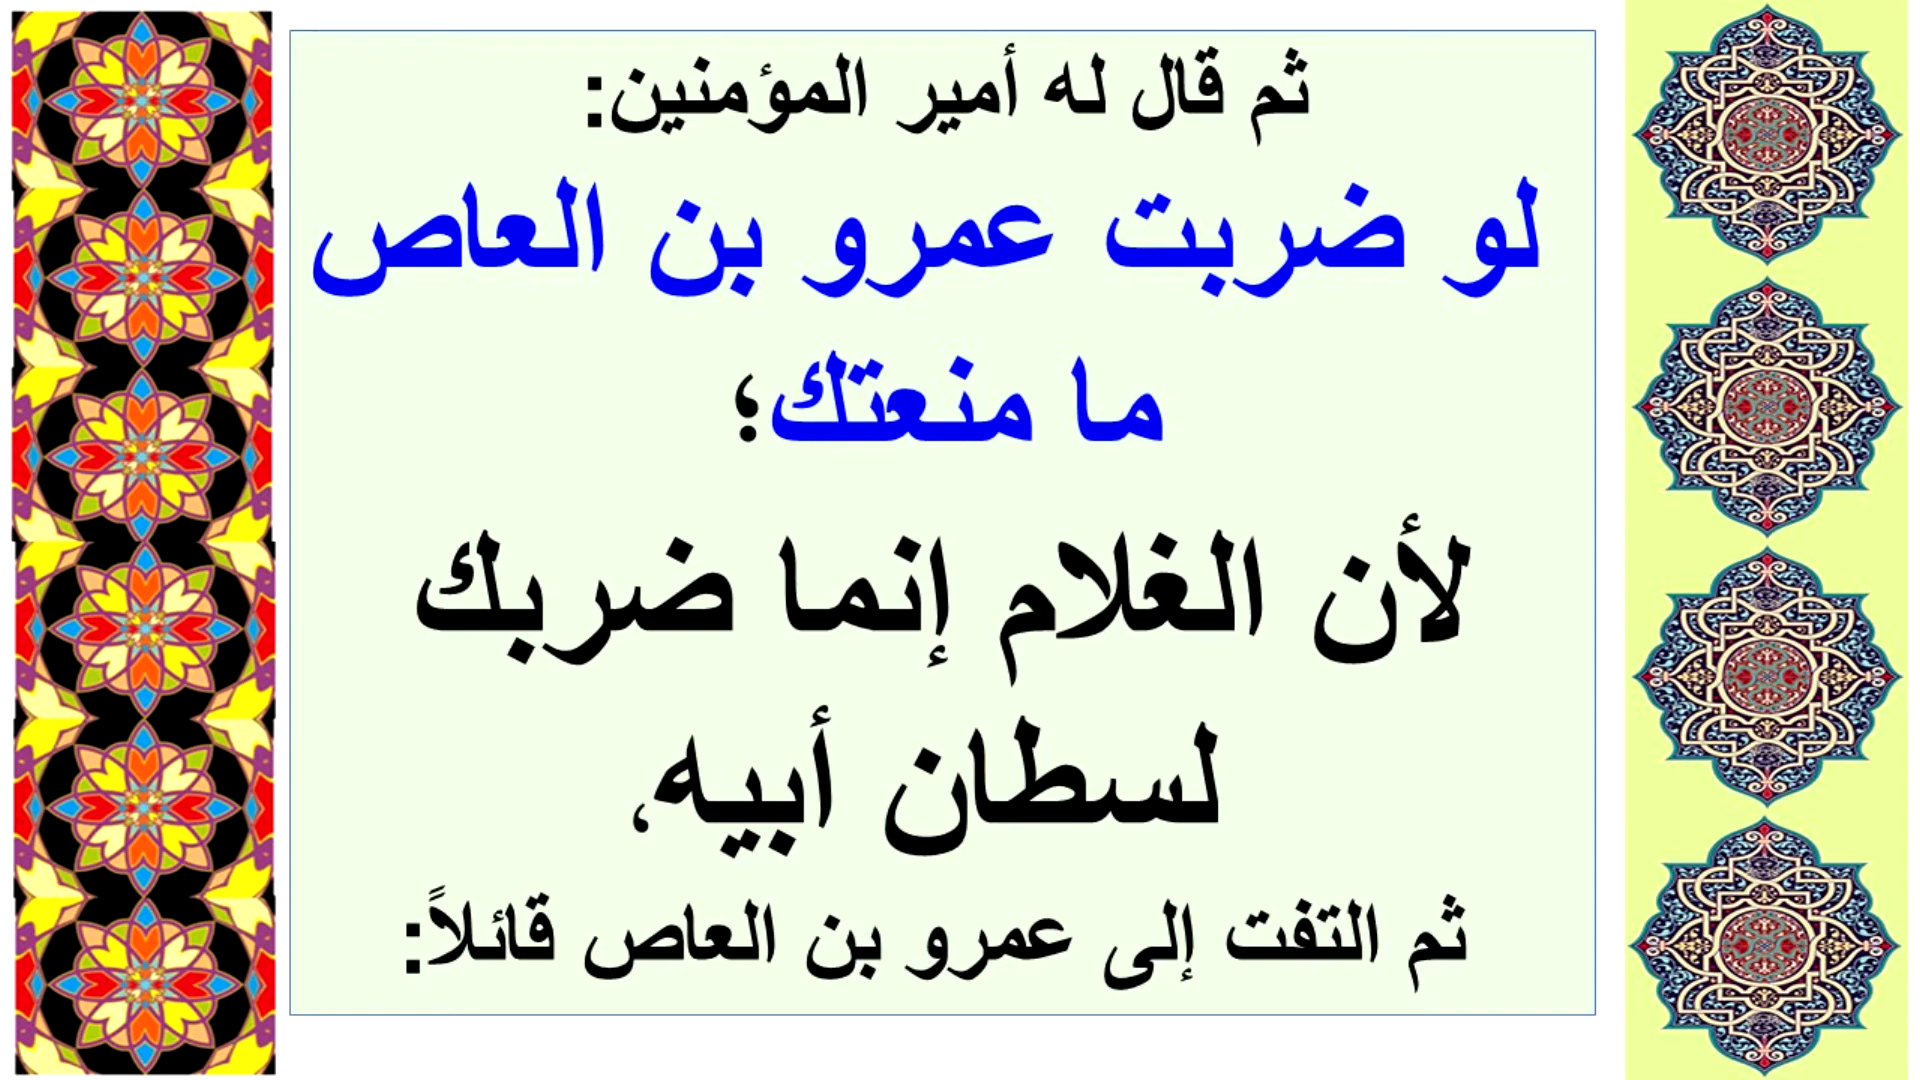 ثم قال له أمير المؤمنين:
لو ضربت عمرو بن العاص
ما منعتك؛
لأن الغلام إنما ضربك
لسطان أبيه،
ثم التفت إلى عمرو بن العاص قائلاً: